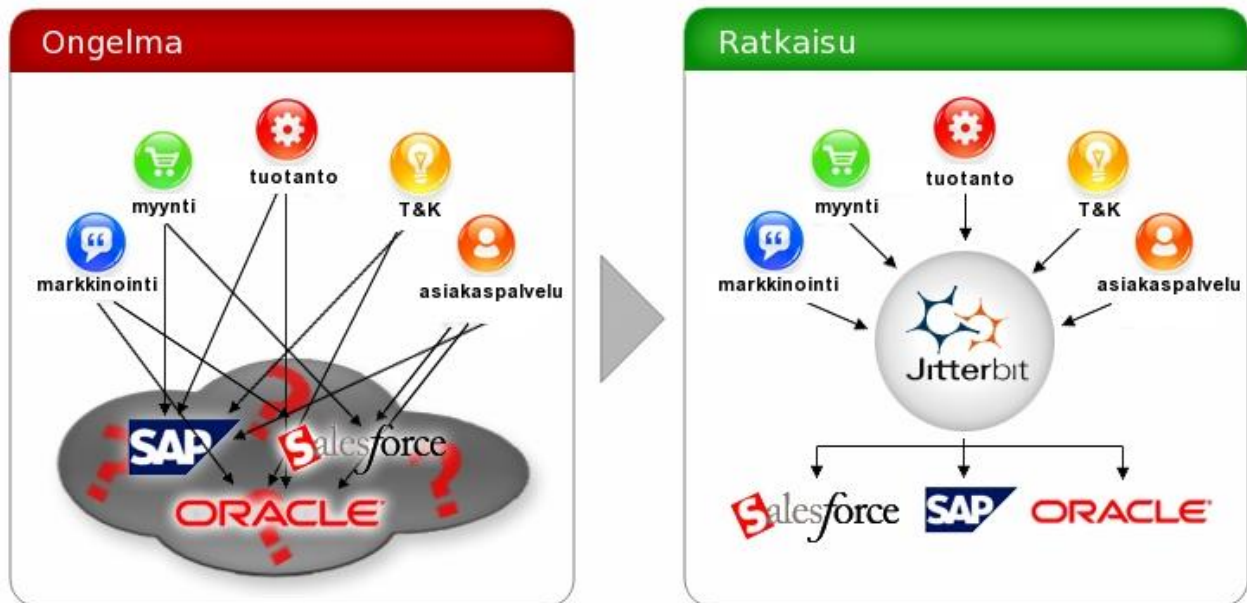 Ongelma
tuotanto
myynti
T&K
markkinointi
asiakaspalvelu
?
?
?
?
SAP
Salesforce
ORACLE
Ratkaisu
tuotanto
myynti
T&K
markkinointi
asiakaspalvelu
Jitterbit
Salesforce
SAP
ORACLE